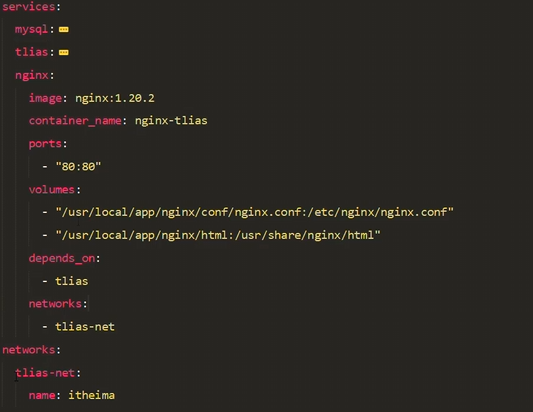 services:
  mysql:
  tlias:
  nginx:
    image: nginx:1.20.2
    container_name: nginx-tlias
    ports:
      - "80:80"
    volumes:
      - "/usr/local/app/nginx/conf/nginx.conf:/etc/nginx/nginx.conf"
      - "/usr/local/app/nginx/html:/usr/share/nginx/html"
    depends_on:
      - tlias
    networks:
      - tlias-net
networks:
  tlias-net:
    name: itheima